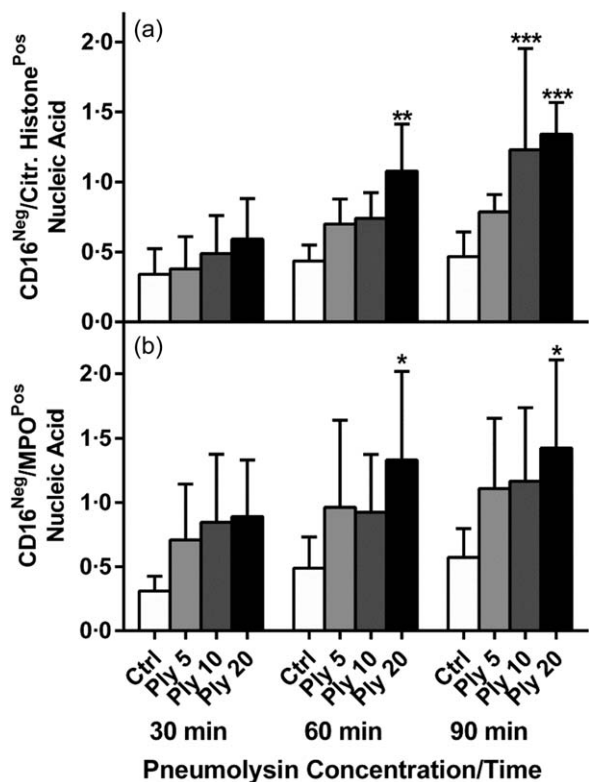 (a)
CD16Neg/Citr. HistonePos
Nucleic Acid
2·0
1·5
1·0
0·5
0·0
**
***
***
(b)
CD16Neg/MPOPos
Nucleic Acid
2·0
1·5
1·0
0·5
0·0
*
*
Ctrl
Ply 5
Ply 10
Ply 20
Ctrl
Ply 5
Ply 10
Ply 20
Ctrl
Ply 5
Ply 10
Ply 20
30 min
60 min
90 min
Pneumolysin Concentration/Time